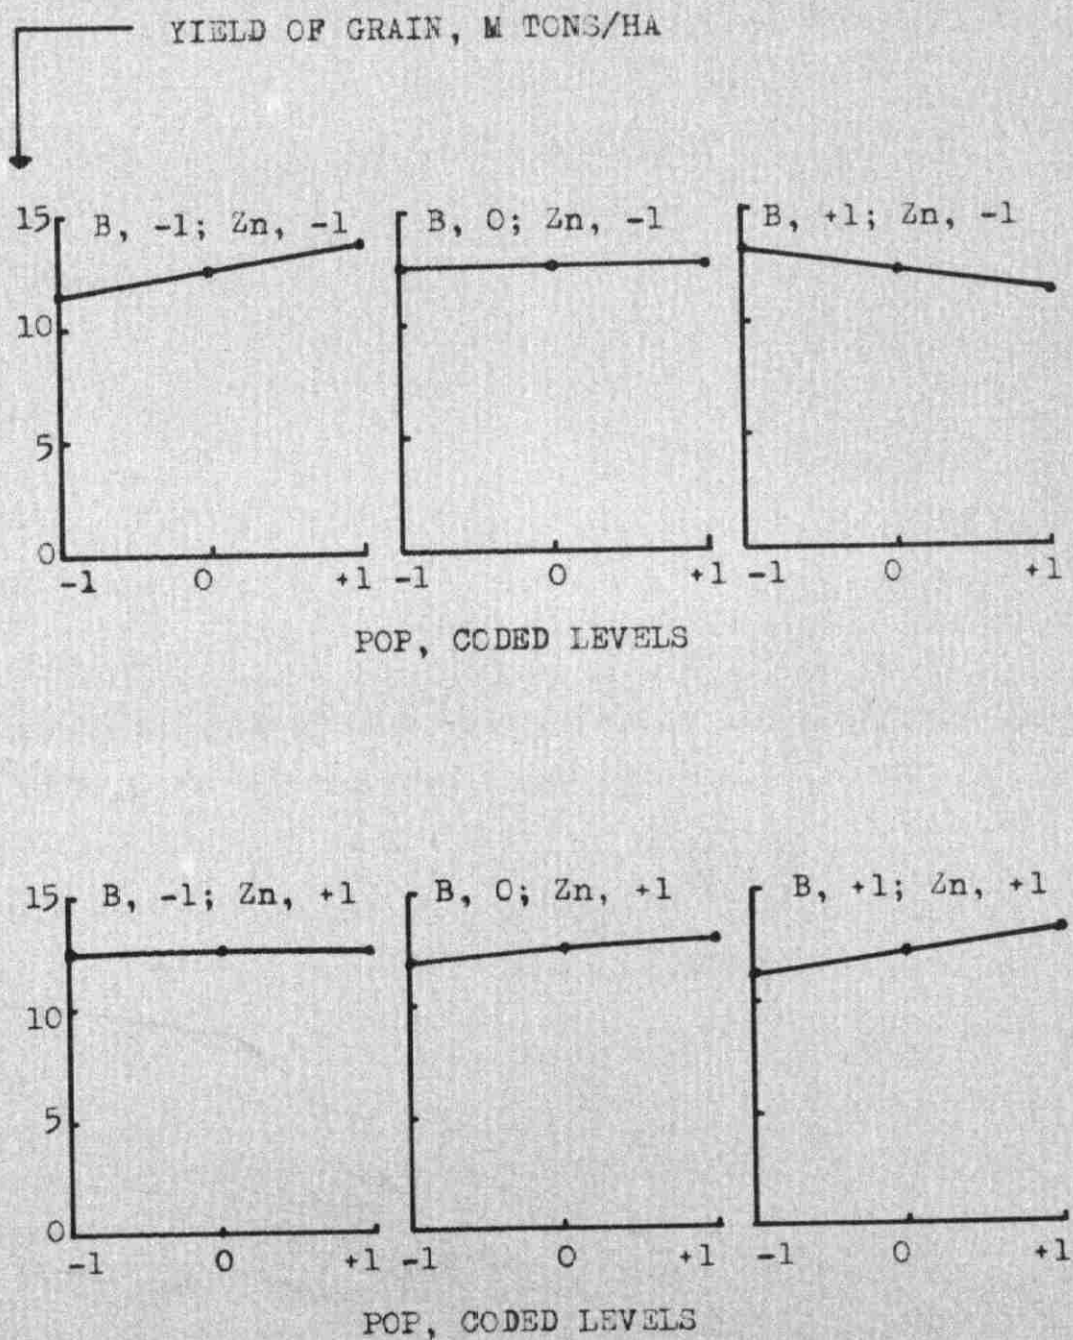 YIELD OF GRAIN, M TONS/HA
15 B, -1; Zn, -1 B, 0; Zn, -1 B, +1; Zn, -1
10
5
0
-1 0 +1 -1 0 +1 -1 0 +1
POP, CODED LEVELS
15 B, -1; Zn, +1 B, 0; Zn, +1 B, +1; Zn, +1
10
5
0
-1 0 +1 -1 0 +1 -1 0 +1
POP, CODED LEVELS